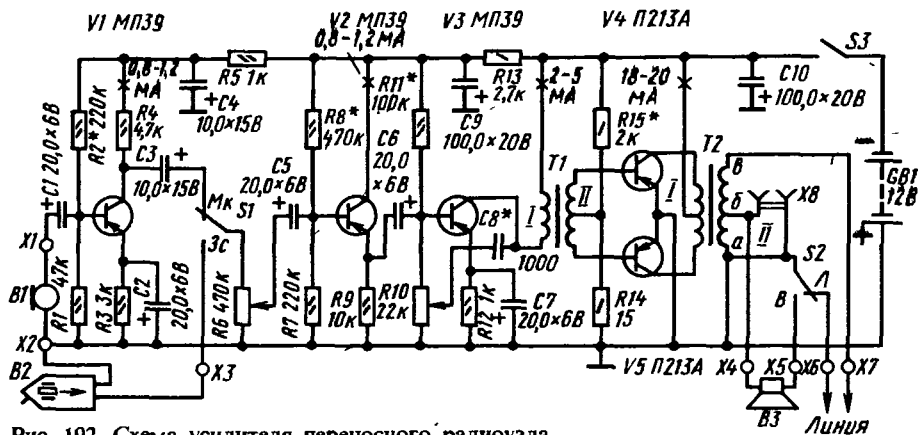 V1 МП39
V2 МП39
V3 МП39
V4 П213А
0,8-1,2
МА
R5 1к
0,8-1,2МА
R11*
100к
R13
2,7к
2-5
МА
18-20
МА
S3
C1 20,0×6В
R2* 220к
R4
4,7к
C4
10,0×15В
C3
10,0×15В
R8*
470к
C5
20,0×6В
C6
20,0
×6В
C9
100,0×20В
R15*
2к
C10
100,0×20В
T1
T2
I
II
I
II
в
б
а
X8
GB1
12В
Мк
S1
Зс
C8*
1000
S2
Л
В
X1
B1
X2
B2
X3
R1 47к
R3 3к
C2
20,0×6В
R6 470к
R7 220к
R9
10к
R10
22к
R12 1к
C7
20,0×6В
R14
15
V5 П213А
X4
X5
X6
X7
B3
Линия
Рис. 192. Схема усилителя переносного радиоузла